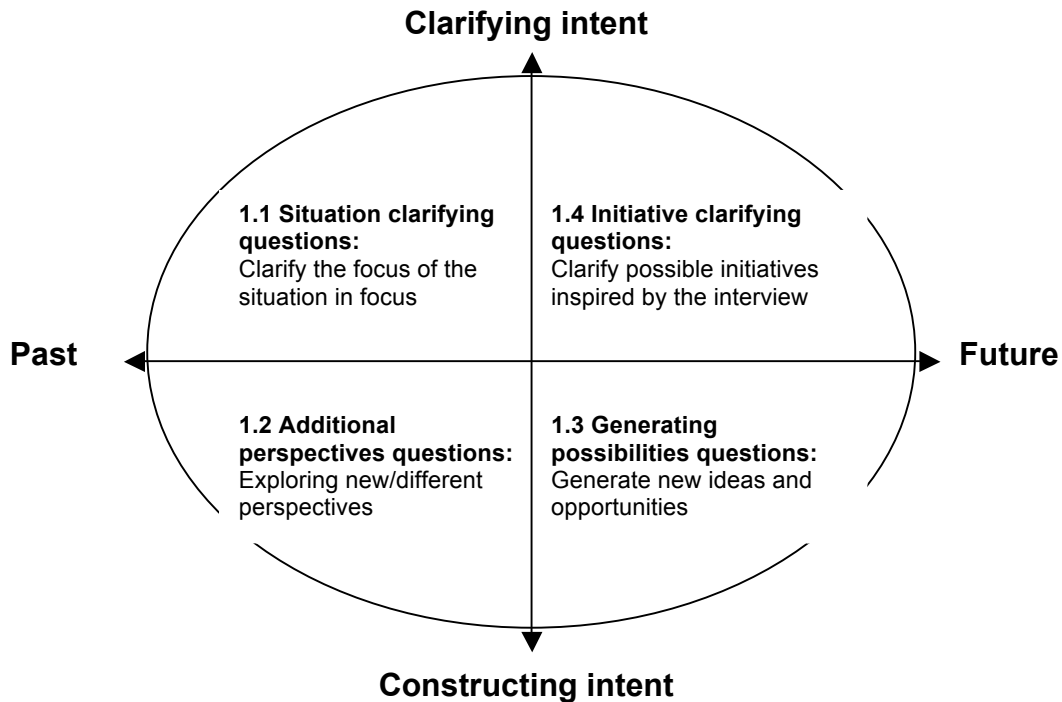 Clarifying intent
1.1 Situation clarifying
questions:
Clarify the focus of the
situation in focus
1.4 Initiative clarifying
questions:
Clarify possible initiatives
inspired by the interview
Past
Future
1.2 Additional
perspectives questions:
Exploring new/different
perspectives
1.3 Generating
possibilities questions:
Generate new ideas and
opportunities
Constructing intent